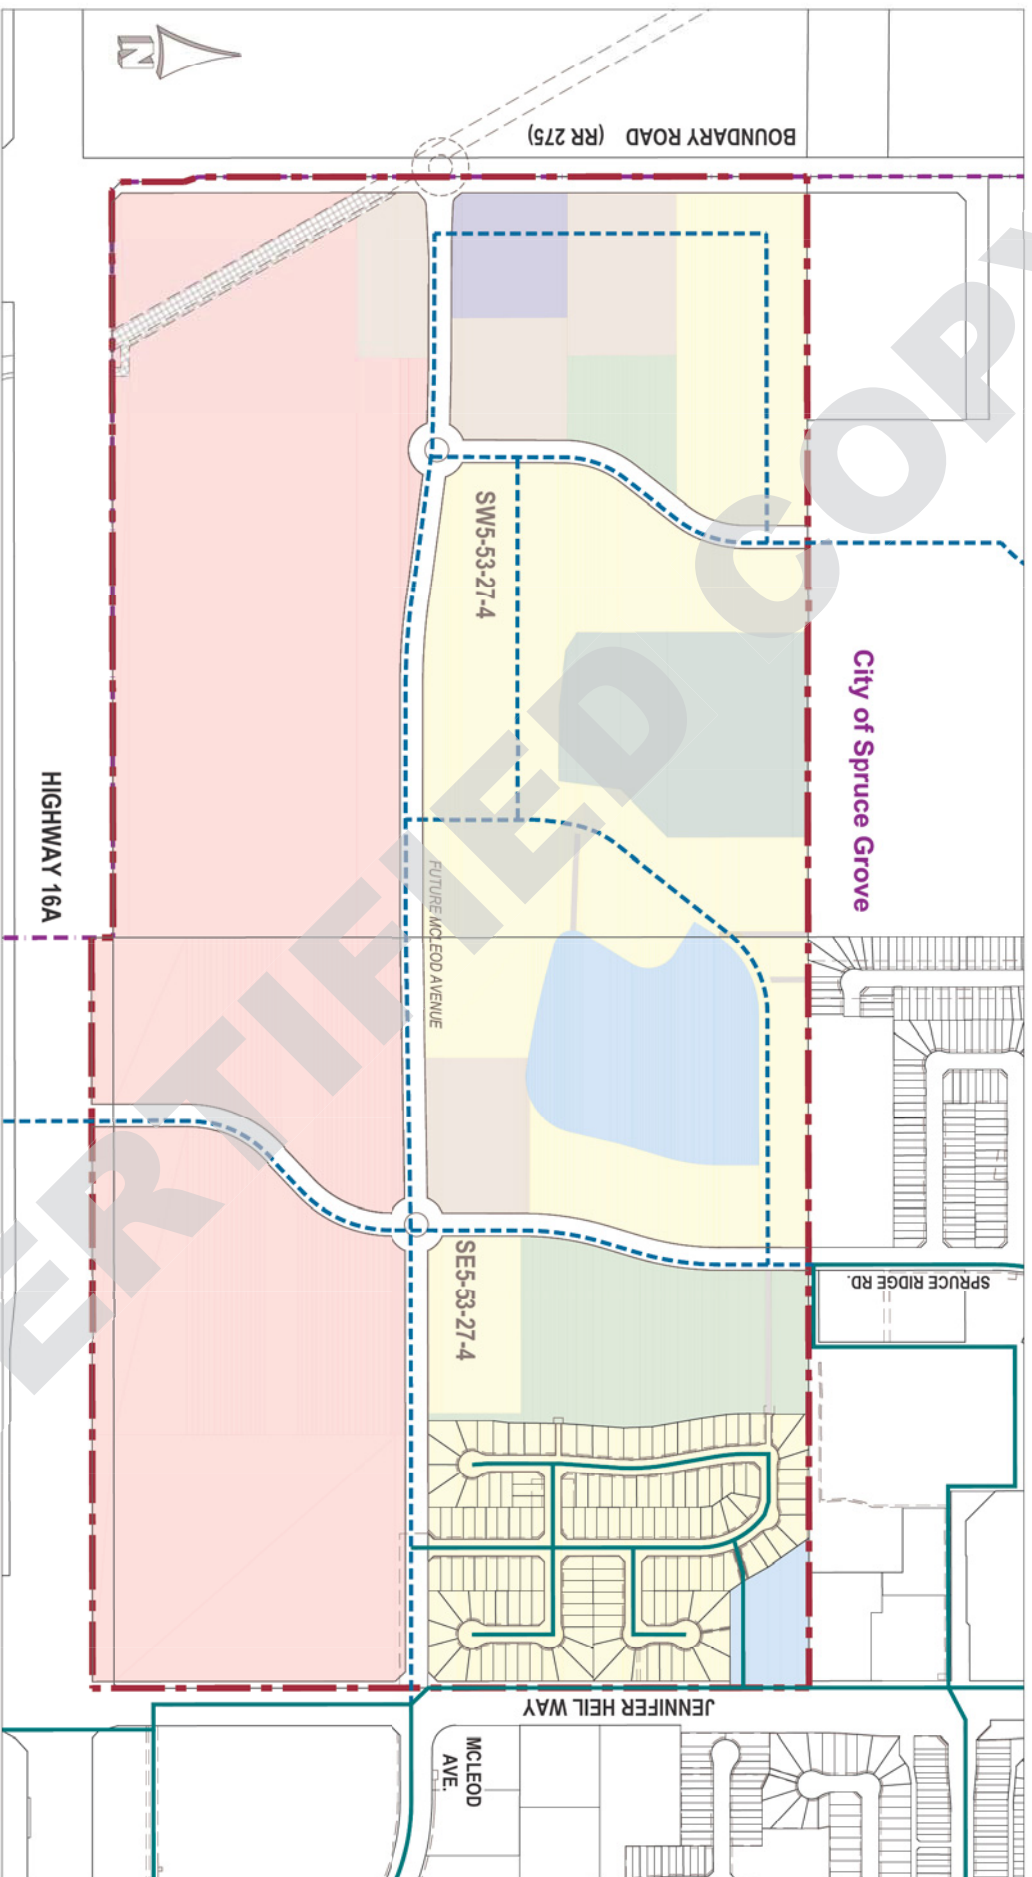 N
BOUNDARY ROAD (RR 275)
SW5-53-27-4
City of Spruce Grove
HIGHWAY 16A
FUTURE MCLEOD AVENUE
SE5-53-27-4
SPRUCE RIDGE RD.
JENNIFER HEIL WAY
MCLEOD
AVE.
ERTIFIED COPY